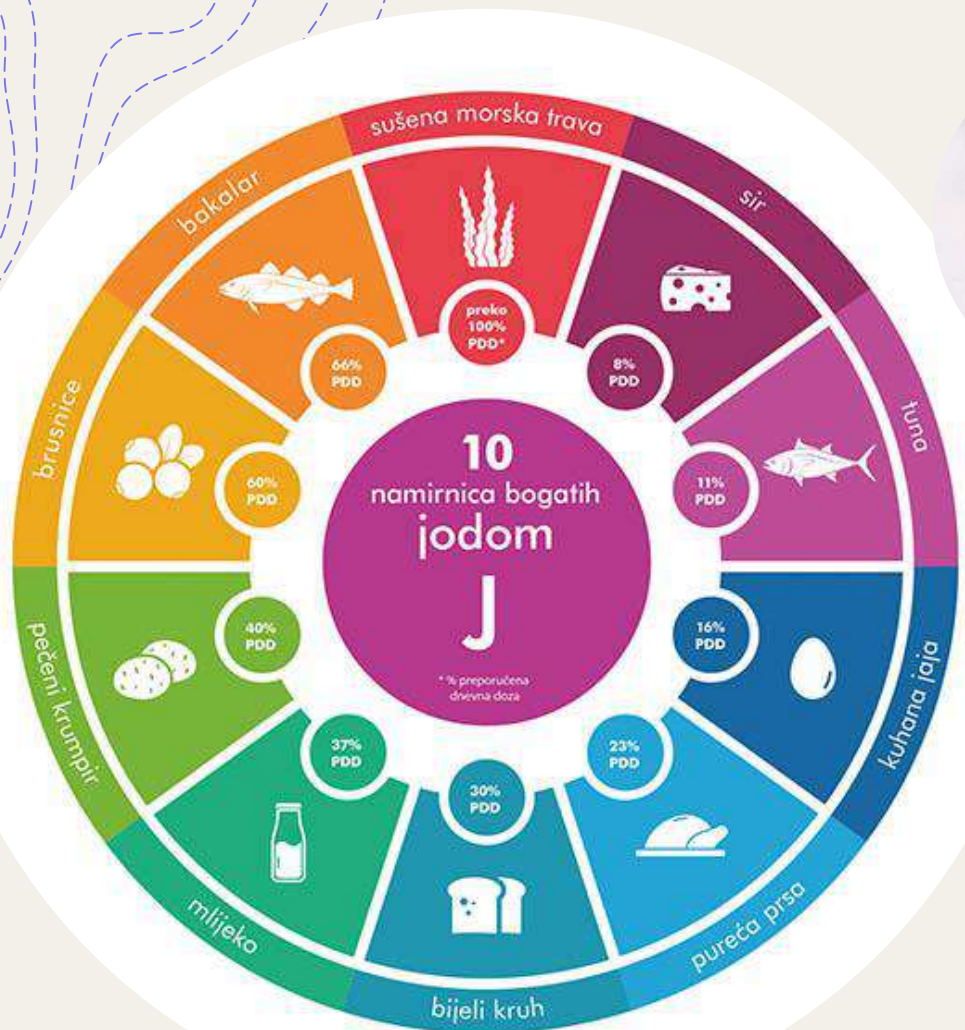 sušena morska trava
preko
100%
PDD*
sir
8%
PDD
tuna
11%
PDD
kuhana jaja
16%
PDD
pureća prsa
23%
PDD
bijeli kruh
30%
PDD
mlijeko
37%
PDD
pečeni krumpir
40%
PDD
brusnice
60%
PDD
bakalar
66%
PDD
10
namirnica bogatih
jodom
J
* % preporučena
dnevna doza